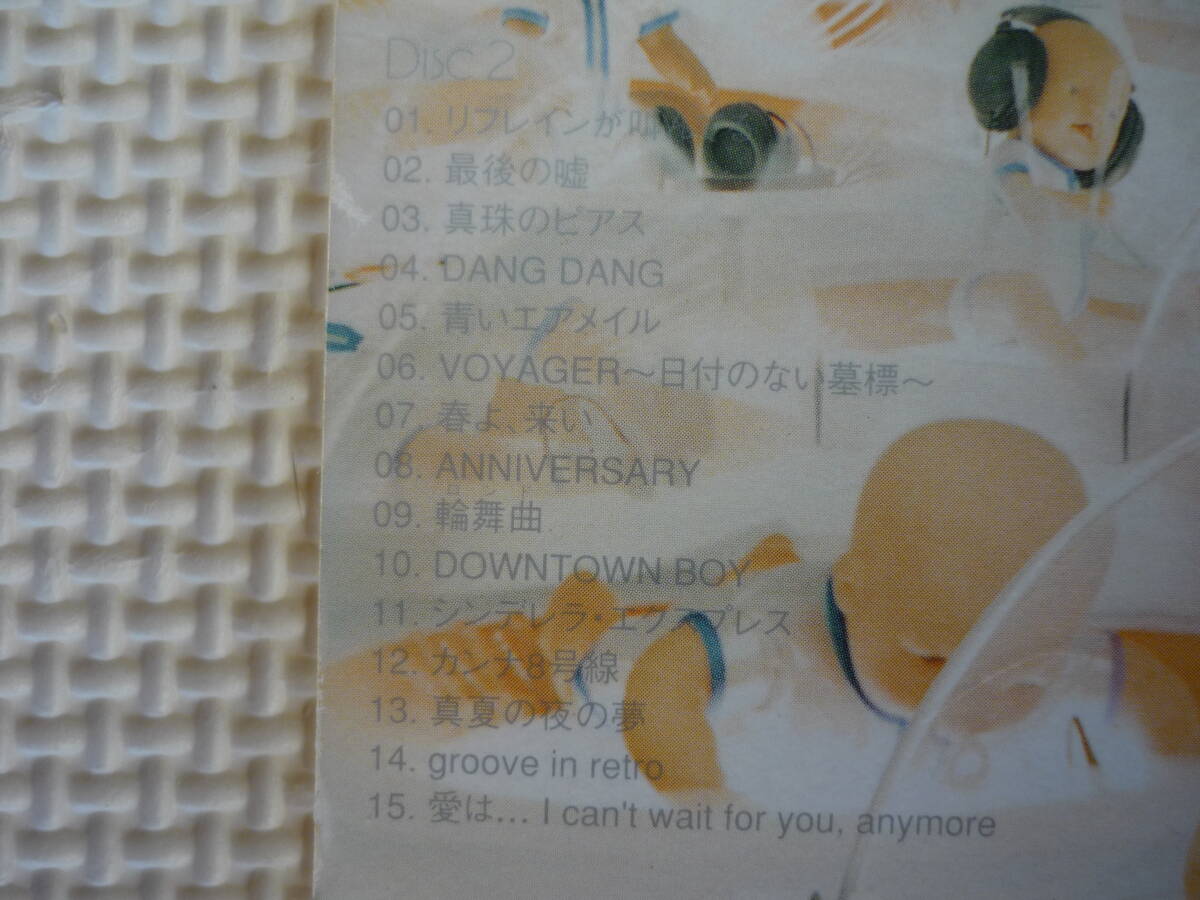 Disc 2
01. リフレインが叫
02. 最後の嘘
03. 真珠のピアス
04. DANG DANG
05. 青いエアメイル
06. VOYAGER〜日付のない墓標〜
07. 春よ、来い
08. ANNIVERSARY
ロンド
09. 輪舞曲
10. DOWNTOWN BOY
11. シンデレラ・エクスプレス
12. カンナ8号線
13. 真夏の夜の夢
14. groove in retro
15. 愛は... I can't wait for you, anymore